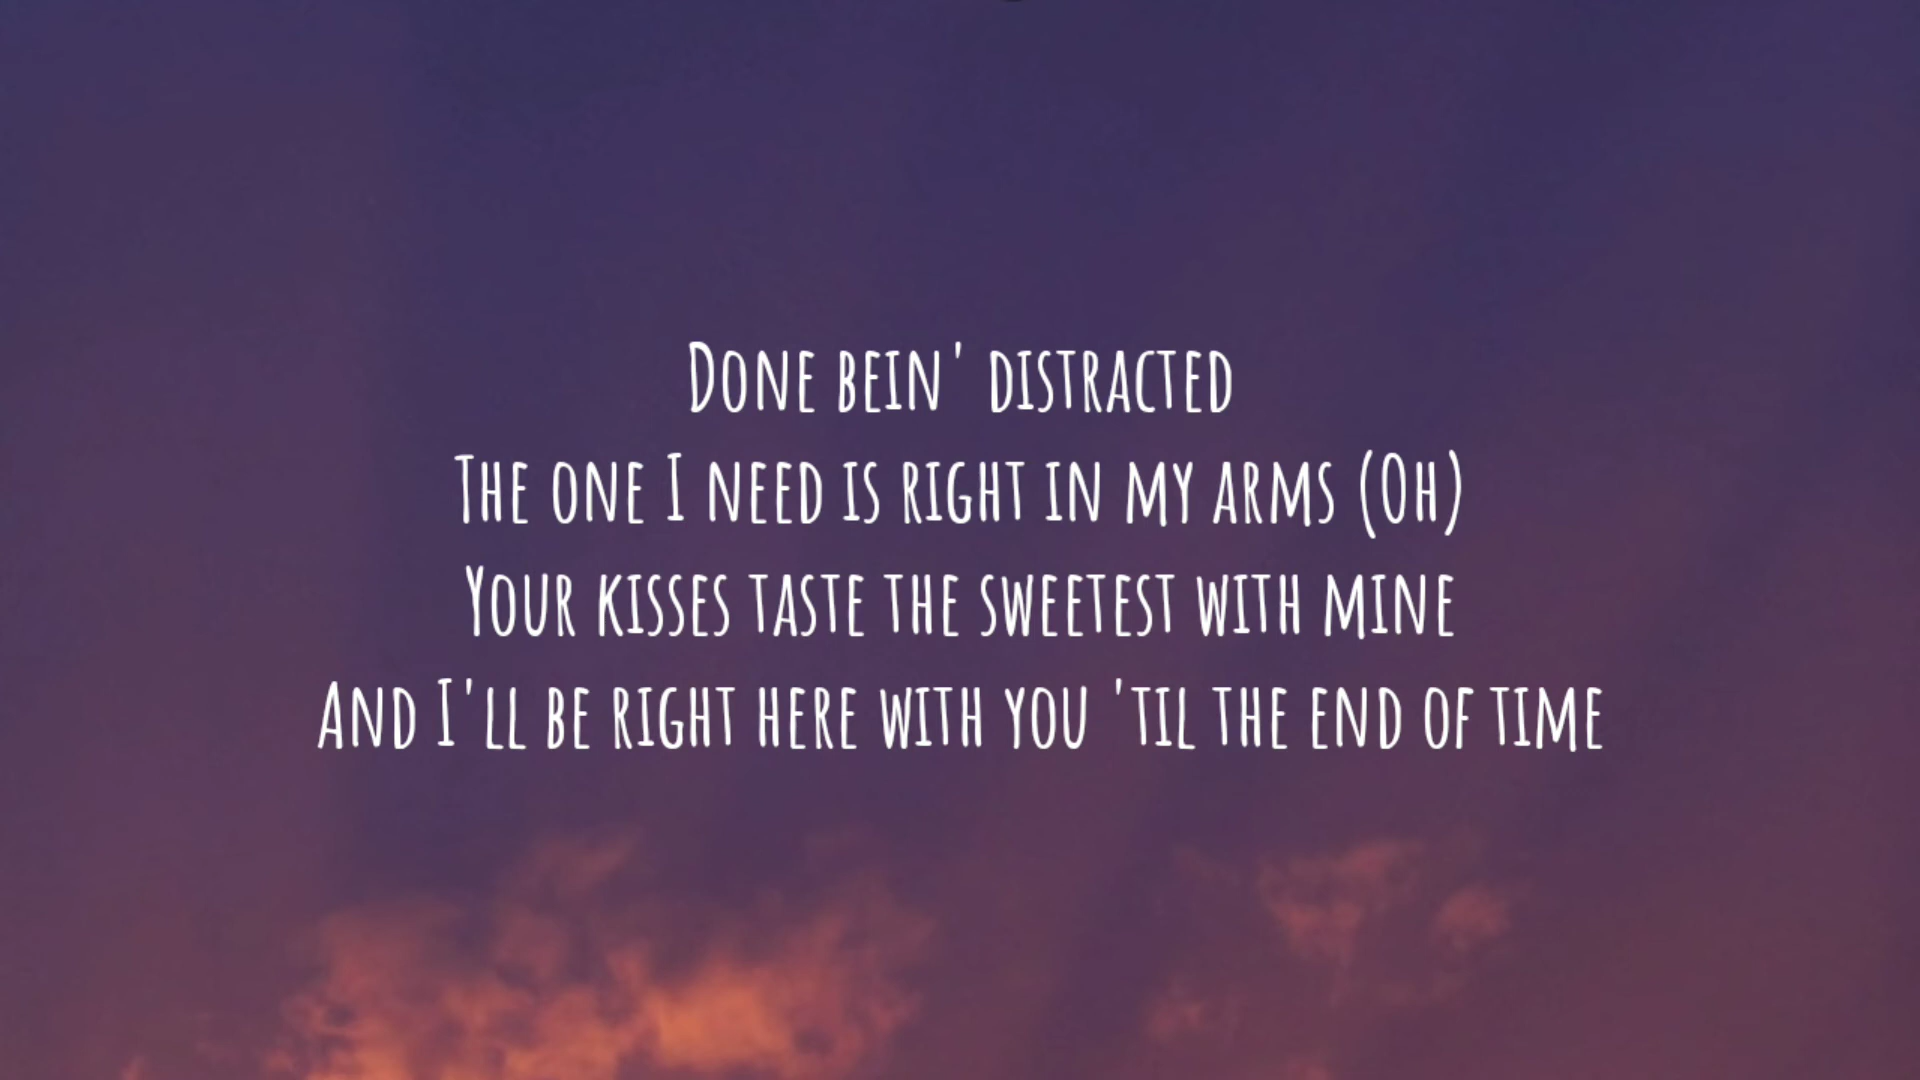 Done bein' distracted
The one I need is right in my arms (Oh)
Your kisses taste the sweetest with mine
And I'll be right here with you 'til the end of time